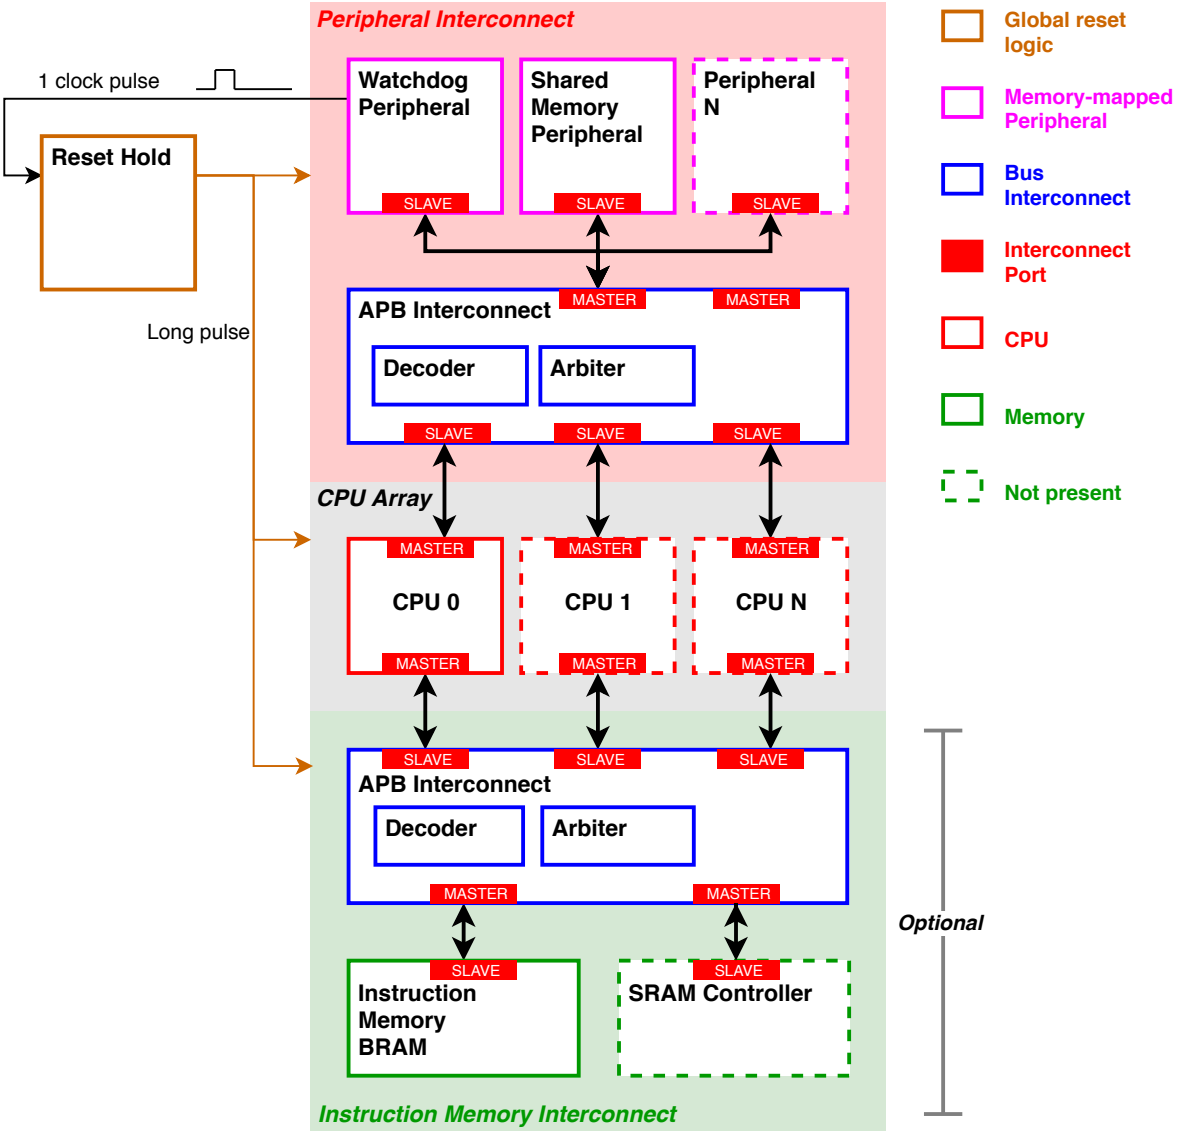 Peripheral Interconnect
Global reset
logic
1 clock pulse
Watchdog
Peripheral
Shared
Memory
Peripheral
Peripheral
N
Memory-mapped
Peripheral
Reset Hold
Bus
Interconnect
SLAVE
SLAVE
SLAVE
Interconnect
Port
MASTER
MASTER
APB Interconnect
Long pulse
CPU
Decoder
Arbiter
Memory
SLAVE
SLAVE
SLAVE
CPU Array
Not present
MASTER
MASTER
MASTER
CPU 0
CPU 1
CPU N
MASTER
MASTER
MASTER
SLAVE
SLAVE
SLAVE
APB Interconnect
Decoder
Arbiter
MASTER
MASTER
Optional
SLAVE
SLAVE
Instruction
Memory
BRAM
SRAM Controller
Instruction Memory Interconnect